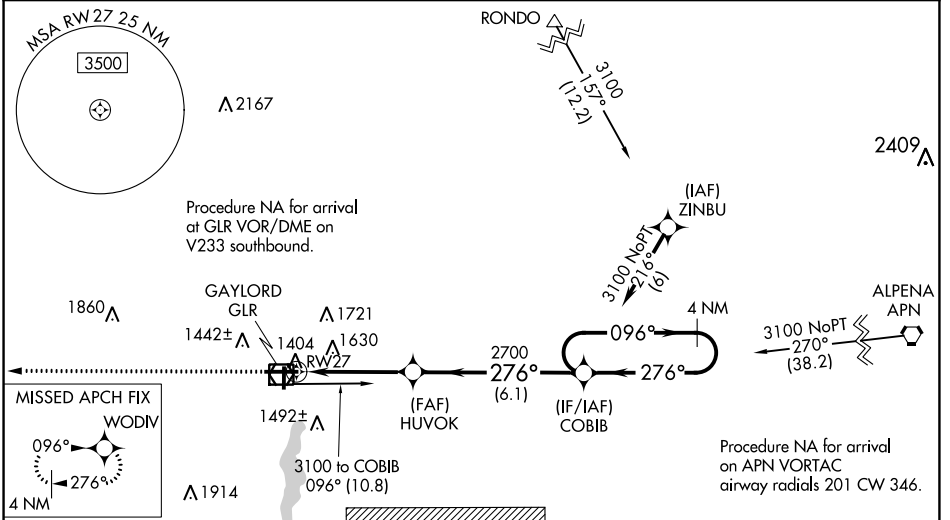 MSA RW27 25 NM
3500
2167
RONDO
3100
157°
(12.2)
2409
(IAF)
ZINBU
Procedure NA for arrival
at GLR VOR/DME on
V233 southbound.
3100 NoPT
216°
(6)
GAYLORD
GLR
1860
1721
1442±
1404
1630
RW27
4 NM
096°
ALPENA
APN
3100 NoPT
270°
(38.2)
2700
276°
(6.1)
276°
(FAF)
HUVOK
(IF/IAF)
COBIB
MISSED APCH FIX
WODIV
096°
276°
4 NM
1492±
3100 to COBIB
096° (10.8)
1914
Procedure NA for arrival
on APN VORTAC
airway radials 201 CW 346.